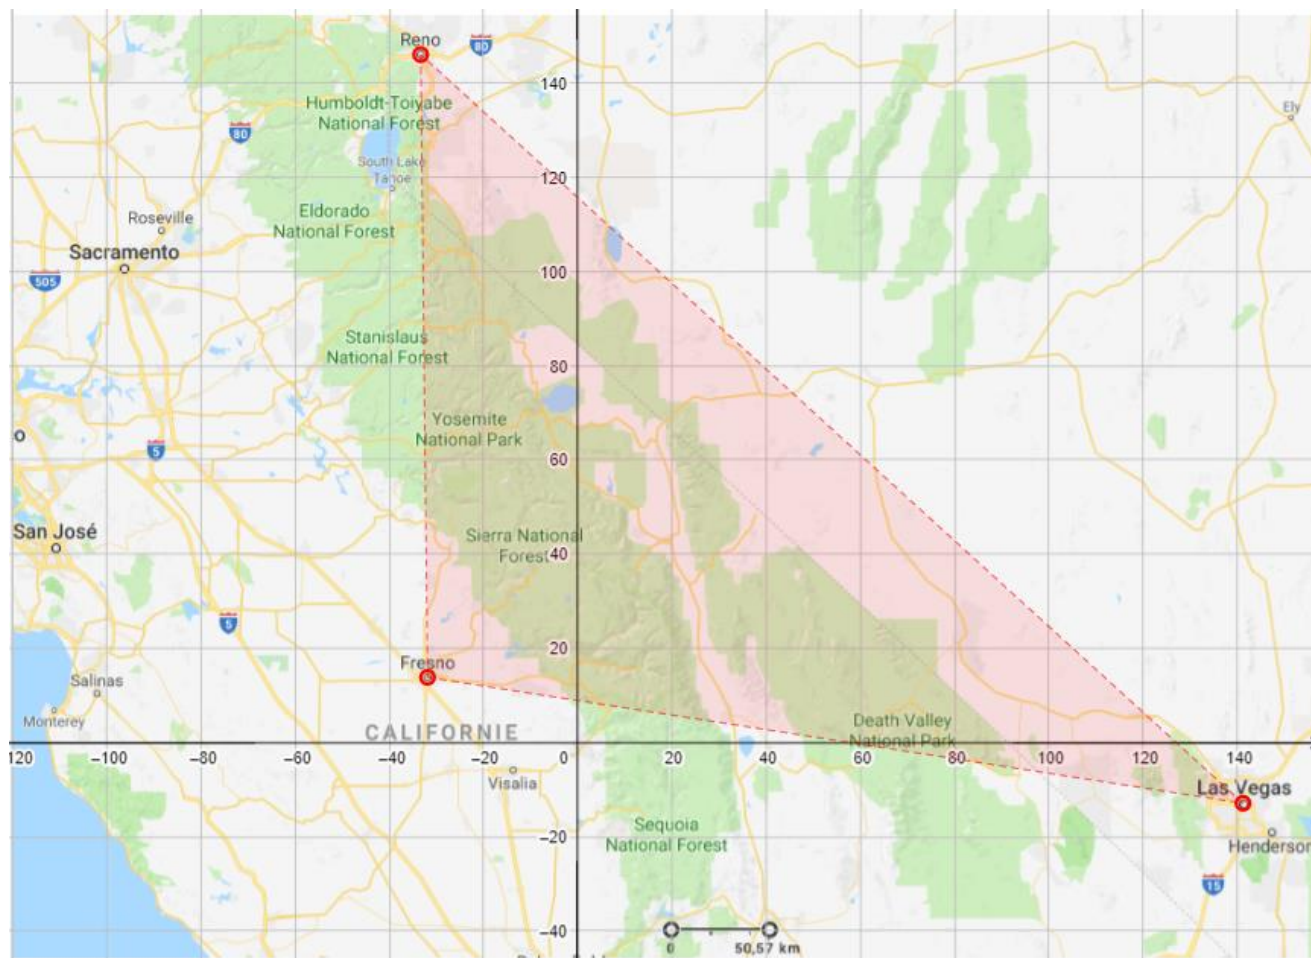 Reno
80
140
Humboldt-Toiyabe
National Forest
Ely
80
South Lake
Tahoe
120
Roseville
Eldorado
National Forest
Sacramento
505
100
Stanislaus
National Forest
80
Yosemite
National Park
5
60
San José
Sierra National
Forest
40
5
20
Fresno
Salinas
Monterey
CALIFORNIE
Death Valley
National Park
120
−100
−80
−60
−40
−20
0
20
40
60
80
100
120
140
Visalia
Las Vegas
−20
Sequoia
National Forest
Henderson
15
−40
0
50,57 km